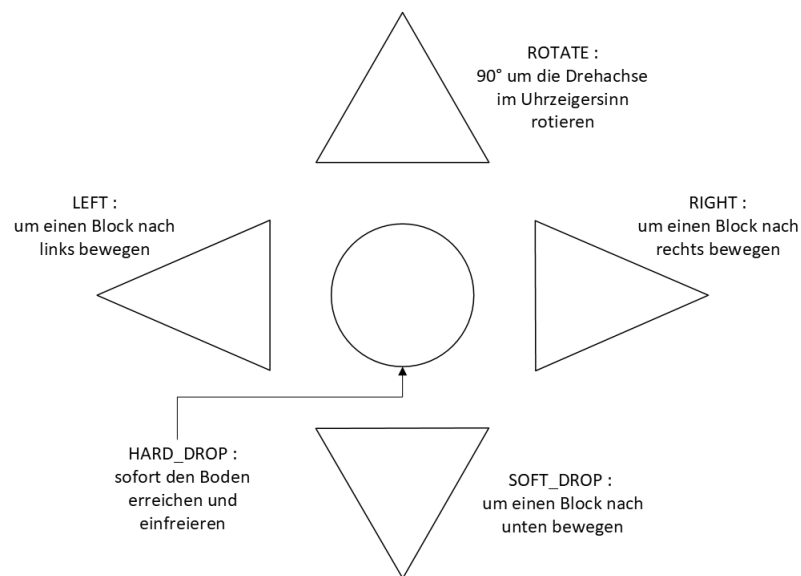 ROTATE :
90° um die Drehachse
im Uhrzeigersinn
rotieren
LEFT :
um einen Block nach
links bewegen
RIGHT :
um einen Block nach
rechts bewegen
HARD_DROP :
sofort den Boden
erreichen und
einfreieren
SOFT_DROP :
um einen Block nach
unten bewegen